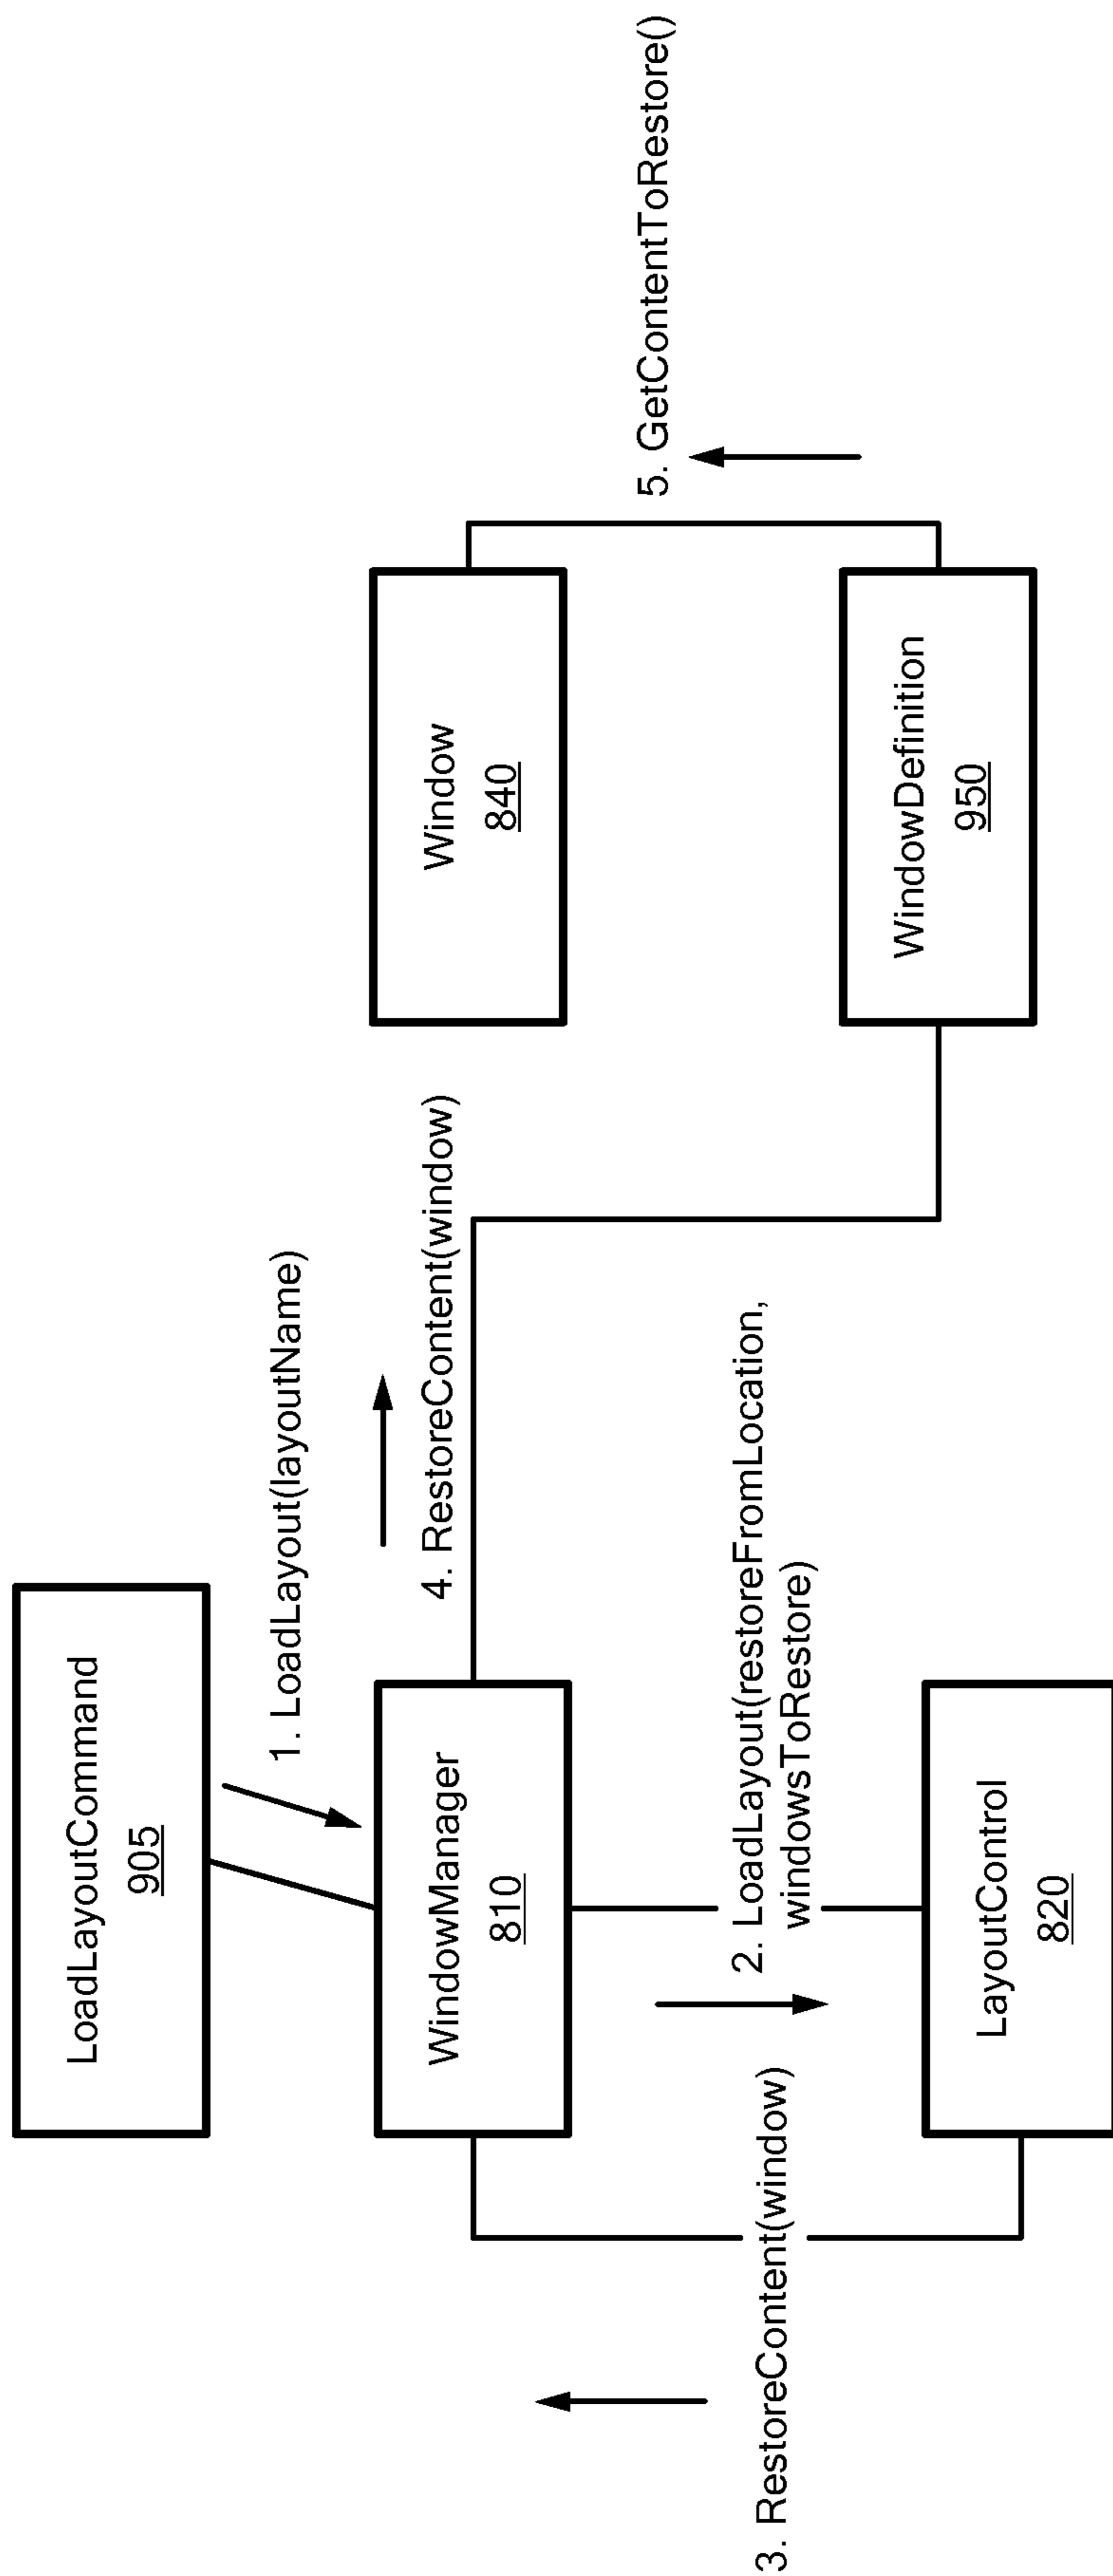 LoadLayoutCommand
905
1. LoadLayout(layoutName)
WindowManager
810
4. RestoreContent(window)
Window
840
5. GetContentToRestore()
3. RestoreContent(window)
2. LoadLayout(restoreFromLocation,
windowsToRestore)
LayoutControl
820
WindowDefinition
950